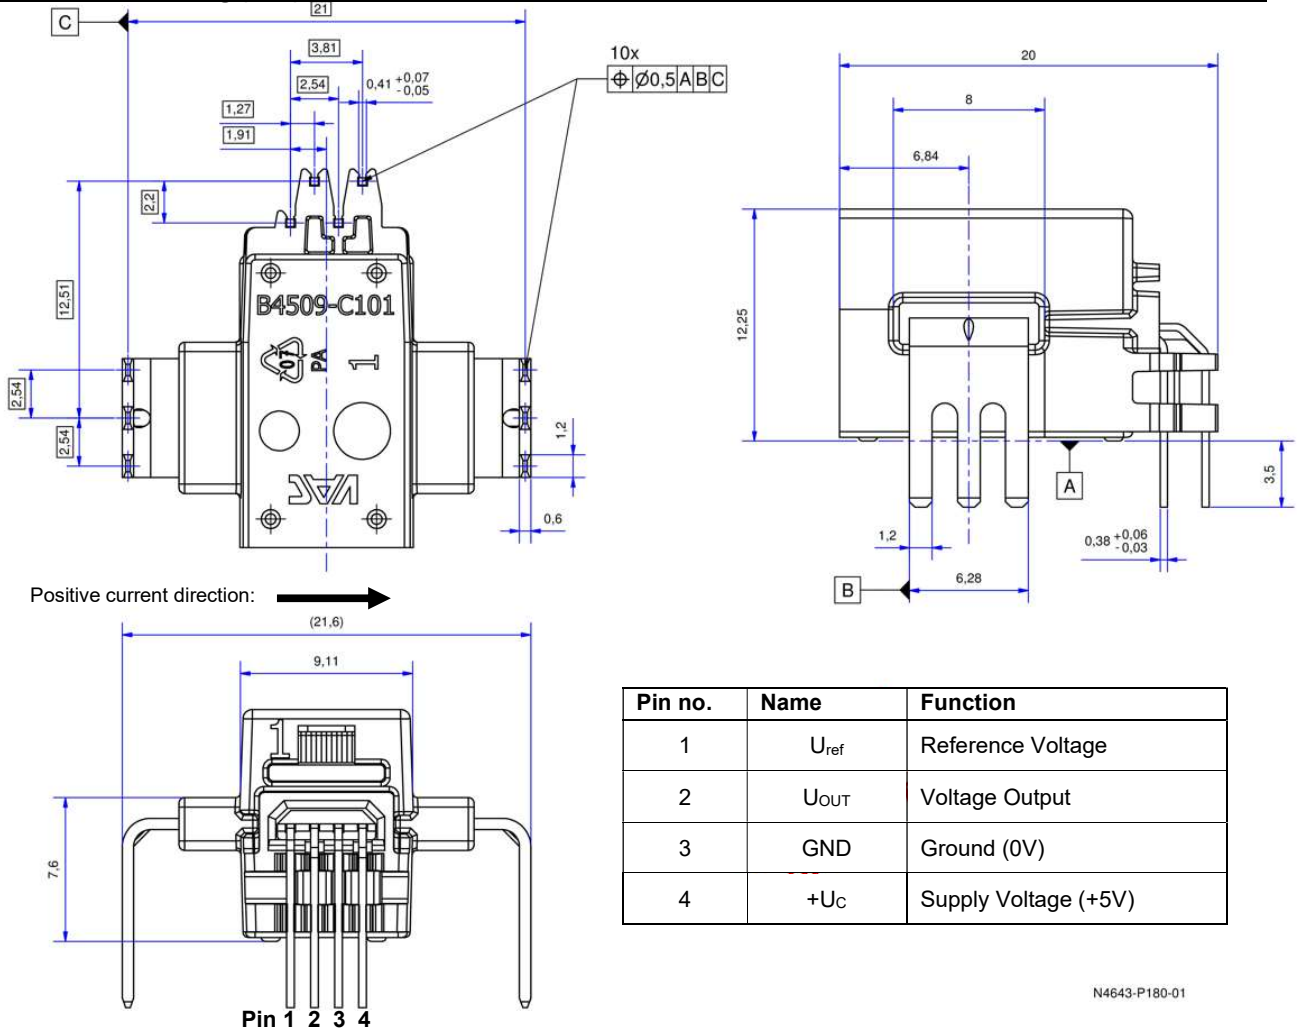 21
C
3,81
2,54
0,41 +0,07 -0,05
1,27
1,91
10x
⌖ Ø0,5 A B C
2,2
12,51
B4509-C101
07
PA
1
2,54
2,54
VAC
1,2
0,6
20
8
6,84
12,25
A
3,5
1,2
0,38 +0,06 -0,03
B
6,28
Positive current direction:
(21,6)
9,11
1
7,6
Pin 1 2 3 4
Pin no. Name Function
1 Uref Reference Voltage
2 UOUT Voltage Output
3 GND Ground (0V)
4 +UC Supply Voltage (+5V)
N4643-P180-01